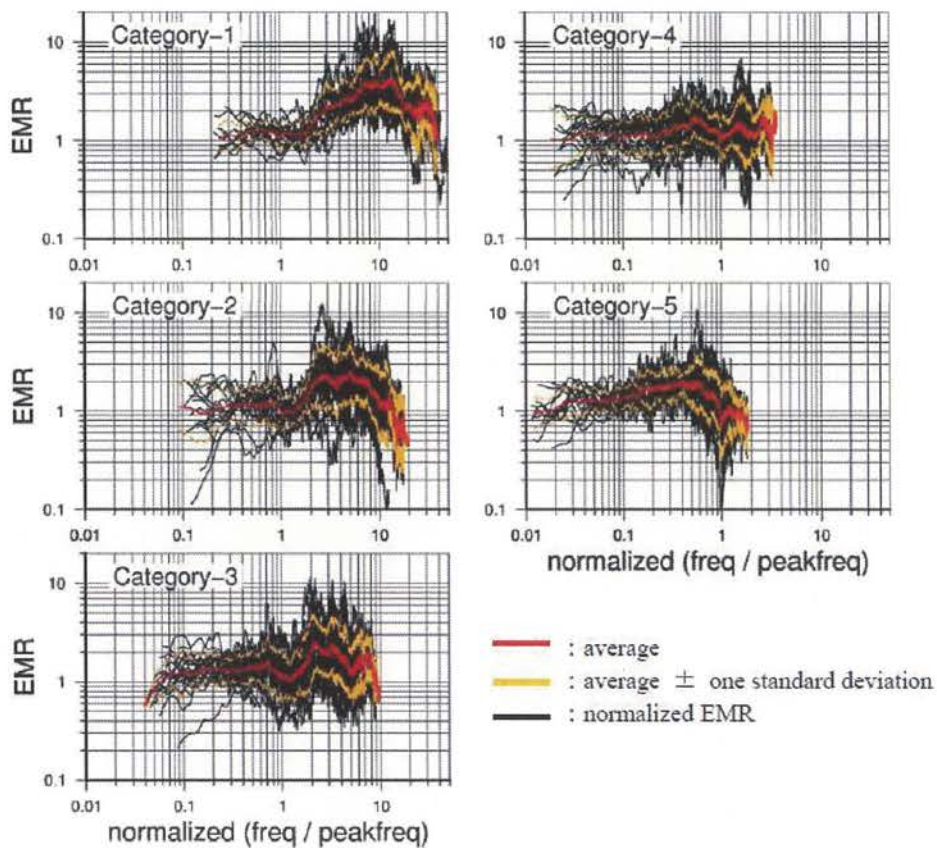 Category-1
10
1
0.1
EMR
0.01 0.1 1 10
Category-2
10
1
0.1
EMR
0.01 0.1 1 10
Category-3
10
1
0.1
EMR
0.01 0.1 1 10
normalized (freq / peakfreq)
Category-4
10
1
0.1
0.01 0.1 1 10
Category-5
10
1
0.1
0.01 0.1 1 10
normalized (freq / peakfreq)
: average
: average ± one standard deviation
: normalized EMR